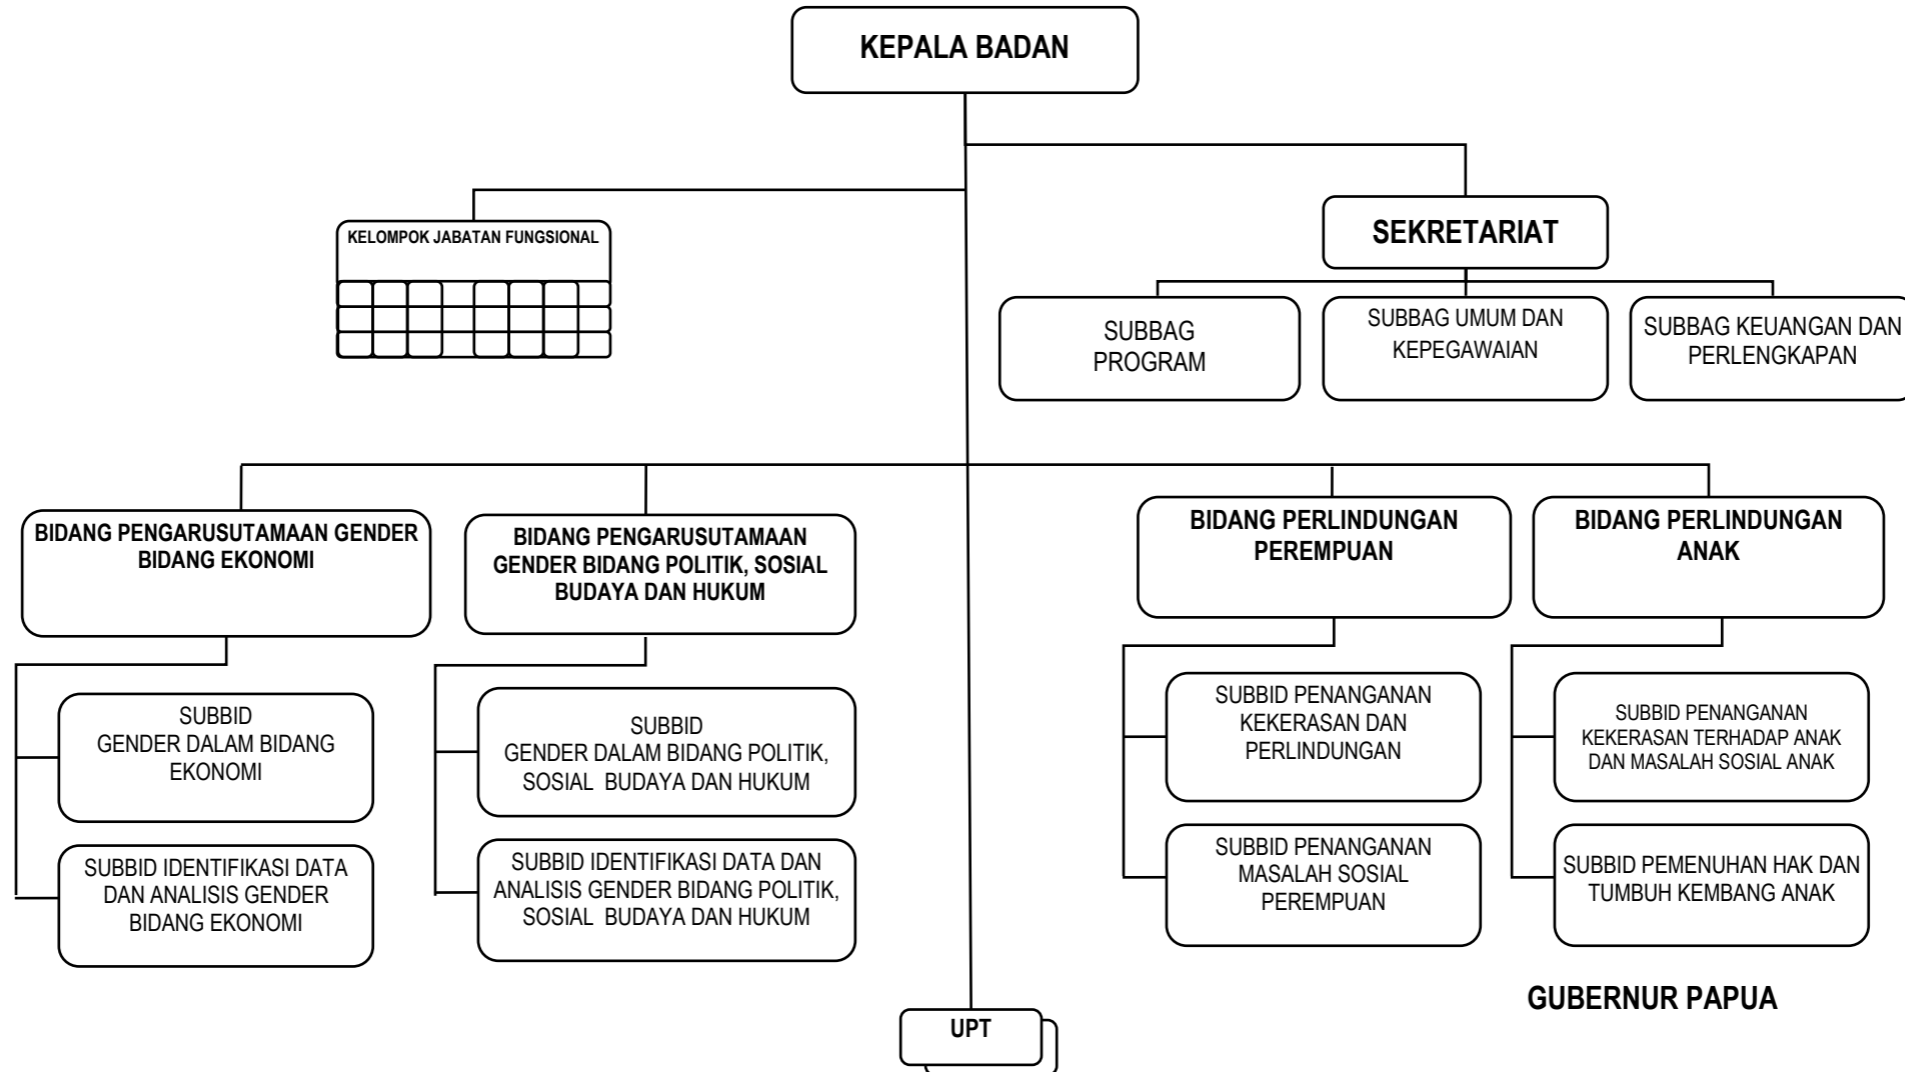 KEPALA BADAN
SEKRETARIAT
KELOMPOK JABATAN FUNGSIONAL
SUBBAG
PROGRAM
SUBBAG UMUM DAN
KEPEGAWAIAN
SUBBAG KEUANGAN DAN
PERLENGKAPAN
BIDANG PENGARUSUTAMAAN GENDER
BIDANG EKONOMI
BIDANG PENGARUSUTAMAAN
GENDER BIDANG POLITIK, SOSIAL
BUDAYA DAN HUKUM
BIDANG PERLINDUNGAN
PEREMPUAN
BIDANG PERLINDUNGAN
ANAK
SUBBID
GENDER DALAM BIDANG
EKONOMI
SUBBID
GENDER DALAM BIDANG POLITIK,
SOSIAL BUDAYA DAN HUKUM
SUBBID PENANGANAN
KEKERASAN DAN
PERLINDUNGAN
SUBBID PENANGANAN
KEKERASAN TERHADAP ANAK
DAN MASALAH SOSIAL ANAK
SUBBID IDENTIFIKASI DATA
DAN ANALISIS GENDER
BIDANG EKONOMI
SUBBID IDENTIFIKASI DATA DAN
ANALISIS GENDER BIDANG POLITIK,
SOSIAL BUDAYA DAN HUKUM
SUBBID PENANGANAN
MASALAH SOSIAL
PEREMPUAN
SUBBID PEMENUHAN HAK DAN
TUMBUH KEMBANG ANAK
GUBERNUR PAPUA
UPT